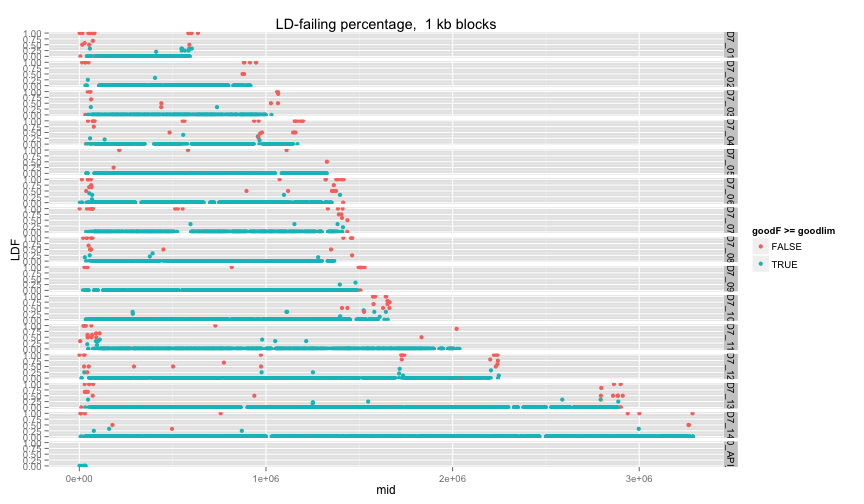 LD-failing percentage,  1 kb blocks
LDF
1.00
0.75
0.50
0.25
0.00
D7_01
D7_02
D7_03
D7_04
D7_05
D7_06
D7_07
D7_08
D7_09
D7_10
D7_11
D7_12
D7_13
D7_14
0_API
0e+00
1e+06
2e+06
3e+06
mid
goodF >= goodlim
FALSE
TRUE